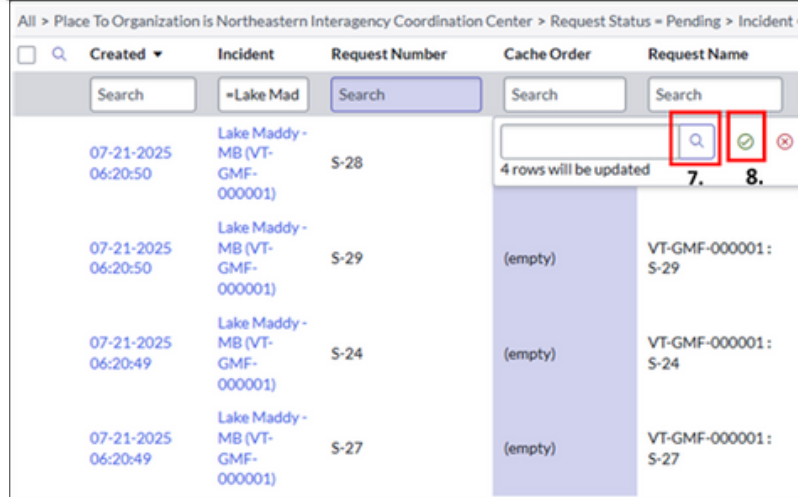 All > Place To Organization is Northeastern Interagency Coordination Center > Request Status = Pending > Incident
Created ▼ Incident Request Number Cache Order Request Name
Search =Lake Mad Search Search Search
07-21-2025
06:20:50
Lake Maddy -
MB (VT-
GMF-
000001)
S-28
4 rows will be updated
7. 8.
07-21-2025
06:20:50
Lake Maddy -
MB (VT-
GMF-
000001)
S-29
(empty)
VT-GMF-000001:
S-29
07-21-2025
06:20:49
Lake Maddy -
MB (VT-
GMF-
000001)
S-24
(empty)
VT-GMF-000001:
S-24
07-21-2025
06:20:49
Lake Maddy -
MB (VT-
GMF-
000001)
S-27
(empty)
VT-GMF-000001:
S-27